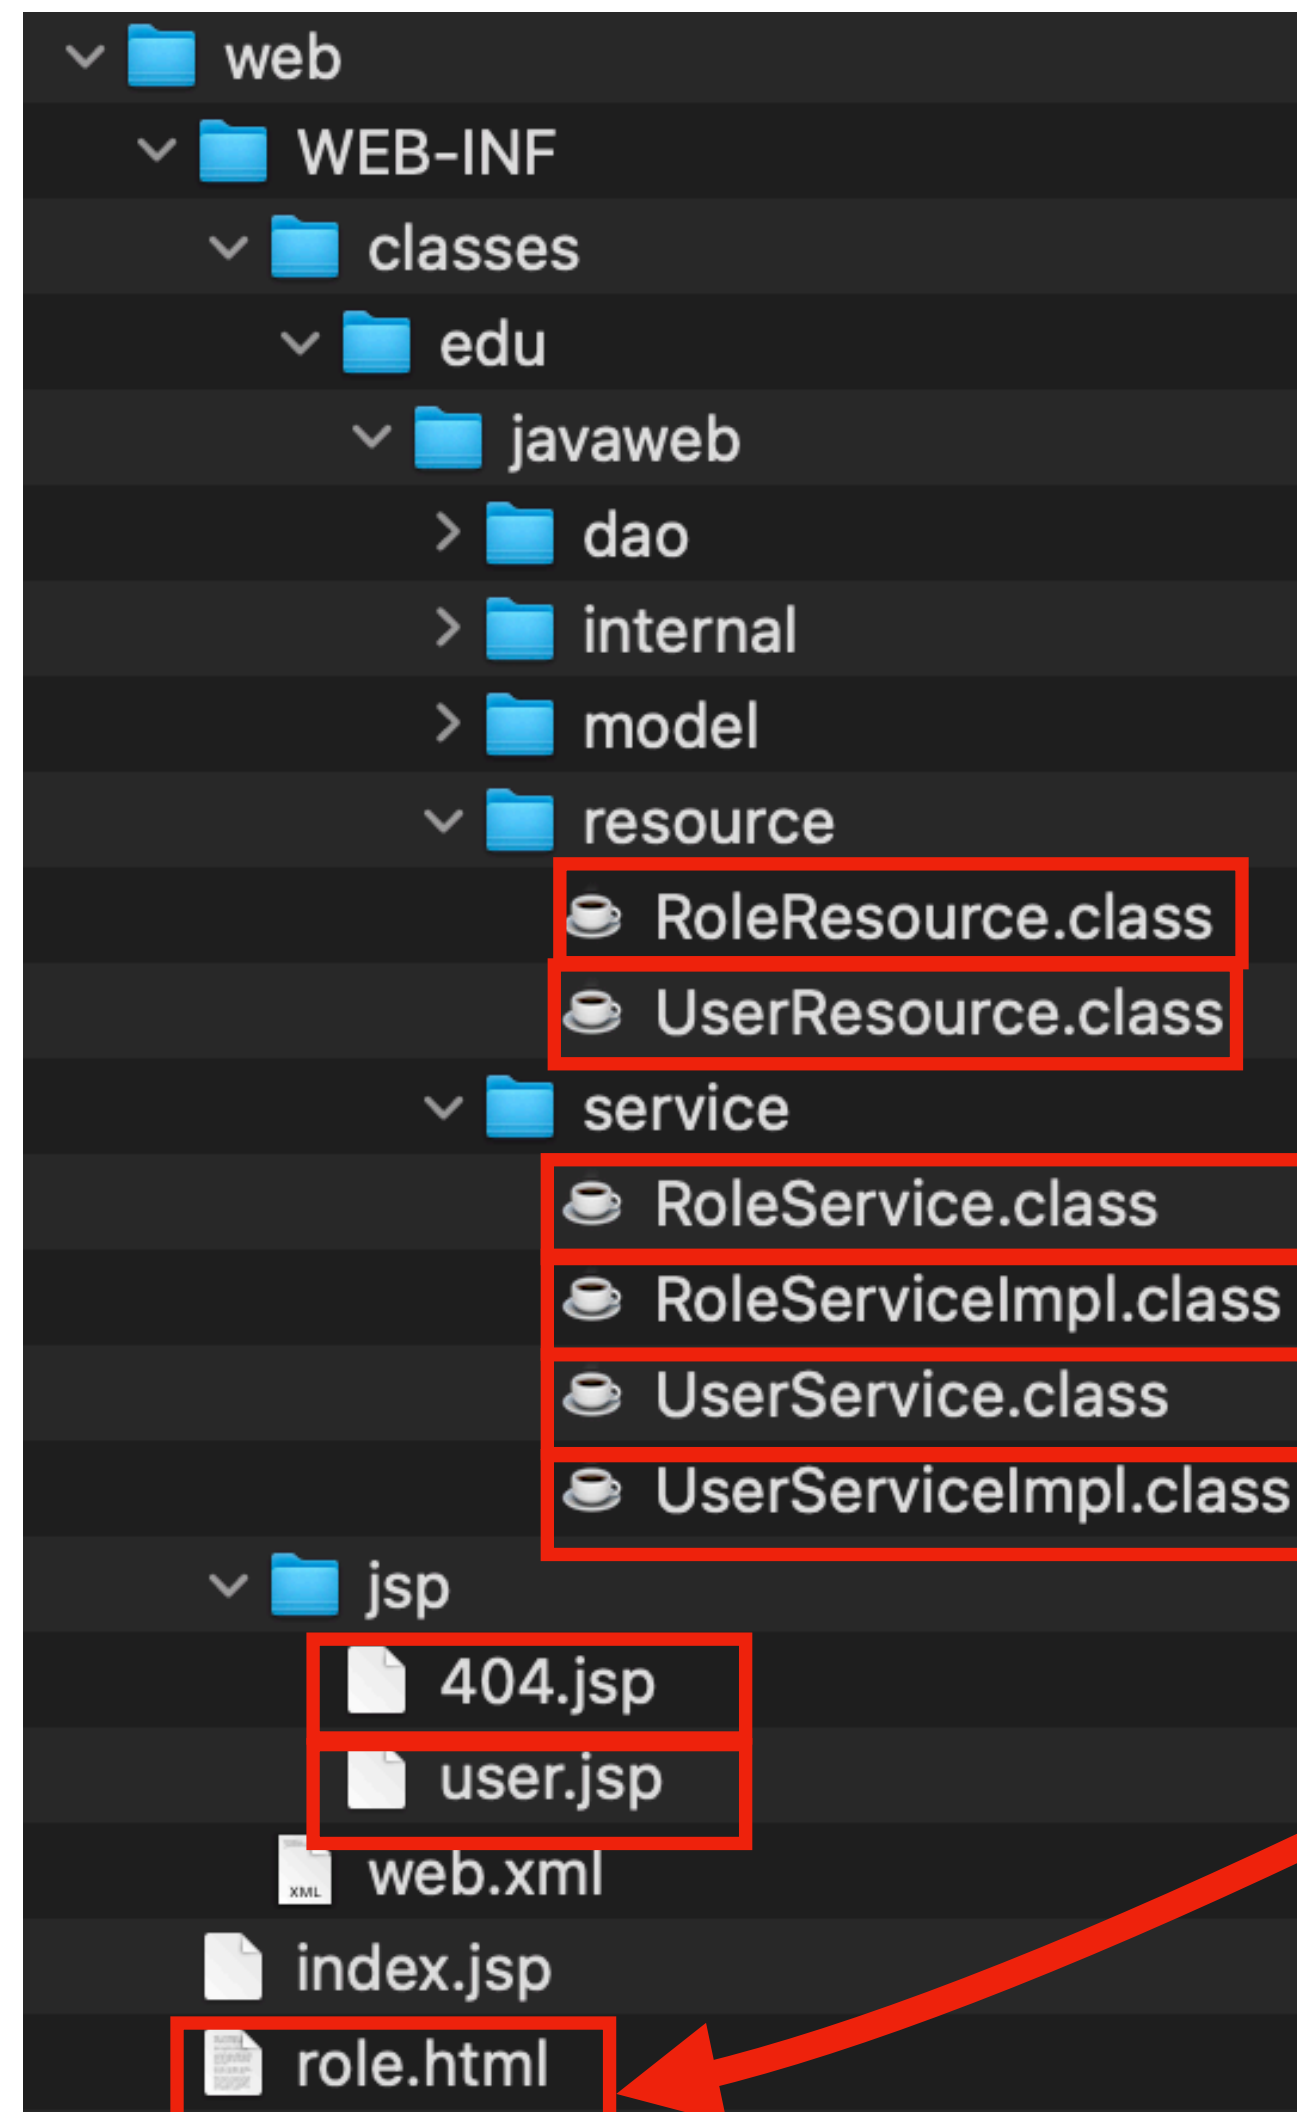 web
WEB-INF
classes
edu
javaweb
dao
internal
model
resource
RoleResource.class
UserResource.class
service
RoleService.class
RoleServiceImpl.class
UserService.class
UserServiceImpl.class
jsp
404.jsp
user.jsp
XML web.xml
index.jsp
role.html